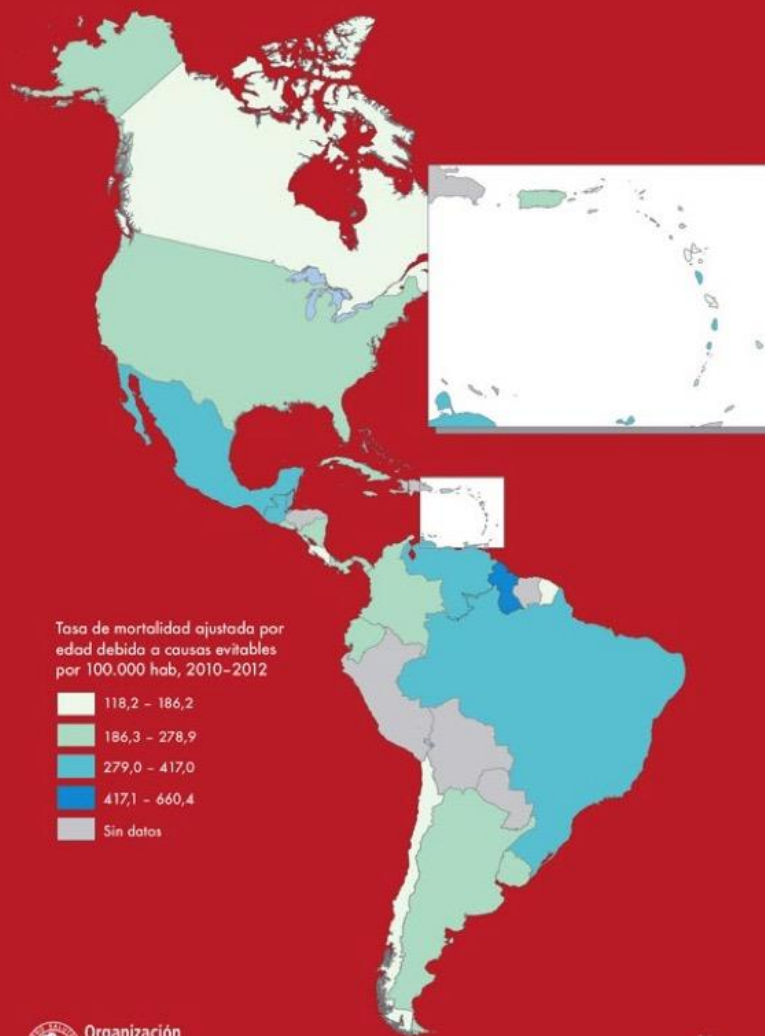 Tasa de mortalidad ajustada por
edad debida a causas evitables
por 100.000 hab, 2010–2012
118,2 – 186,2
186,3 – 278,9
279,0 – 417,0
417,1 – 660,4
Sin datos
Organización